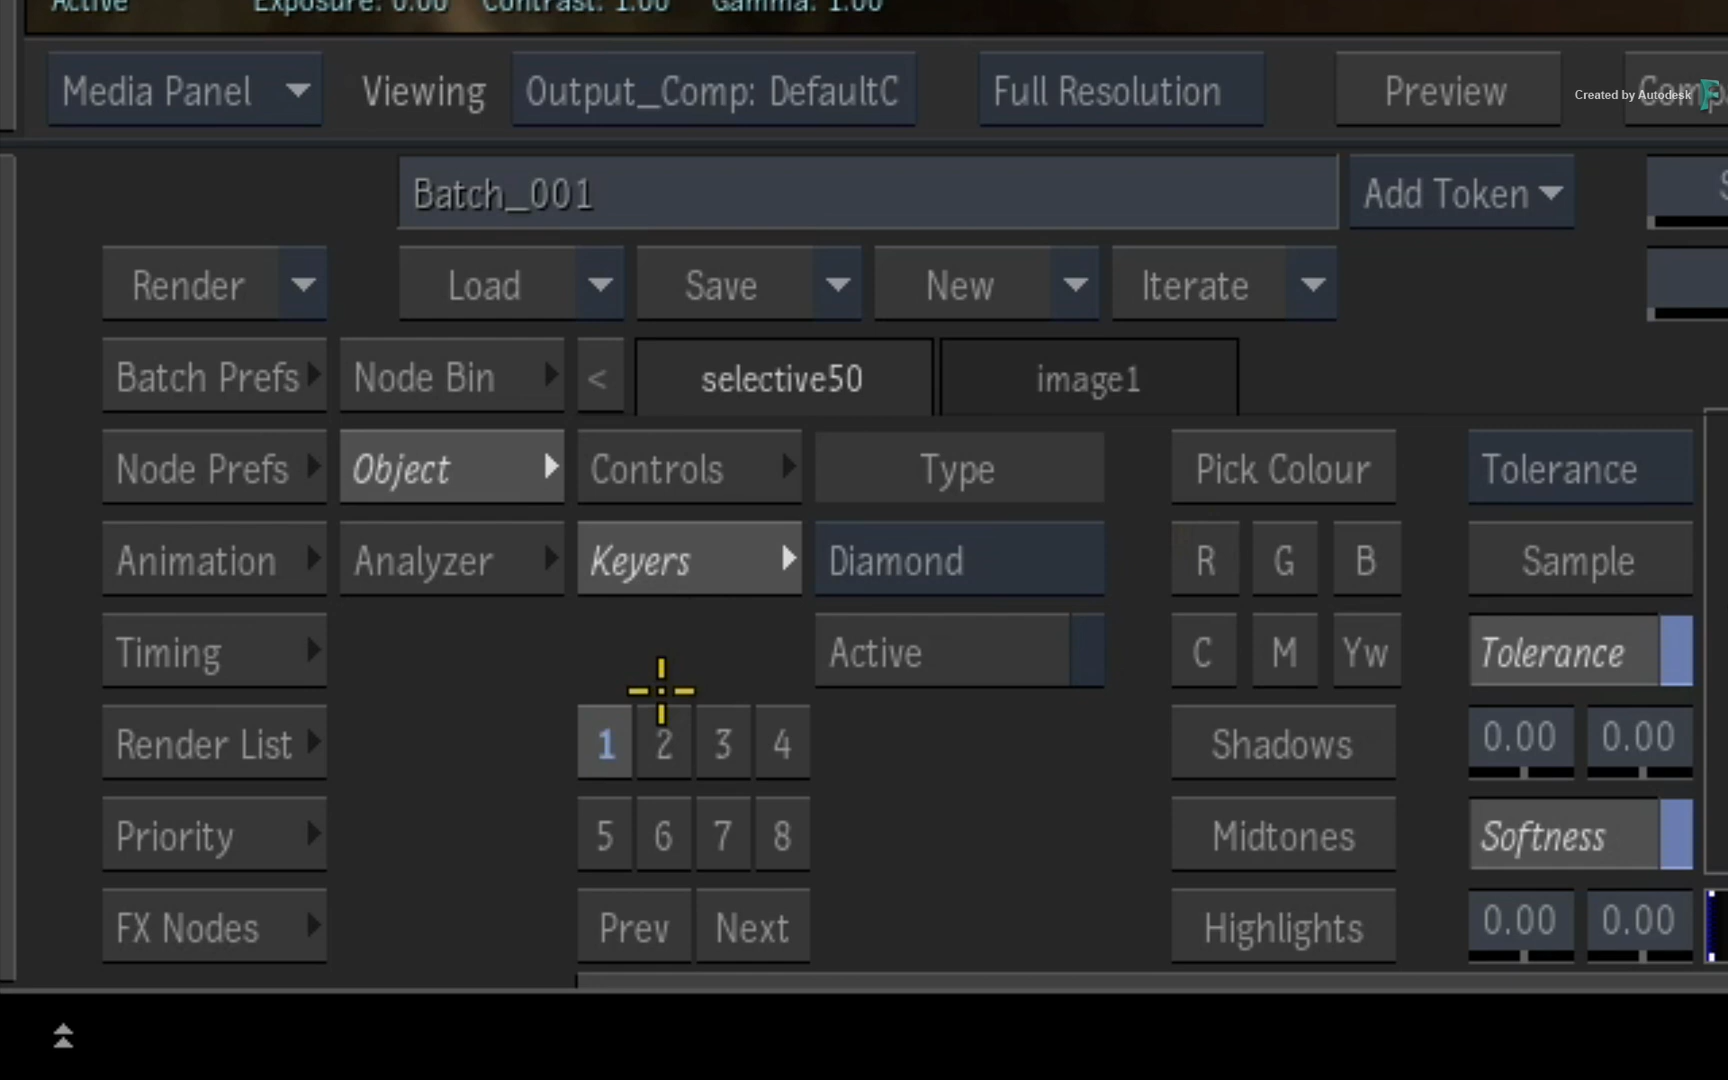 Active Exposure: 0.00 Contrast: 1.00 Gamma: 1.00
Media Panel Viewing Output_Comp: DefaultC Full Resolution Preview
Created by Autodesk
Batch_001 Add Token
Render Load Save New Iterate
Batch Prefs Node Bin < selective50 image1
Node Prefs Object Controls Type Pick Colour Tolerance
Animation Analyzer Keyers Diamond R G B Sample
Timing Active C M Yw Tolerance
Render List 1 2 3 4 Shadows 0.00 0.00
Priority 5 6 7 8 Midtones Softness
FX Nodes Prev Next Highlights 0.00 0.00